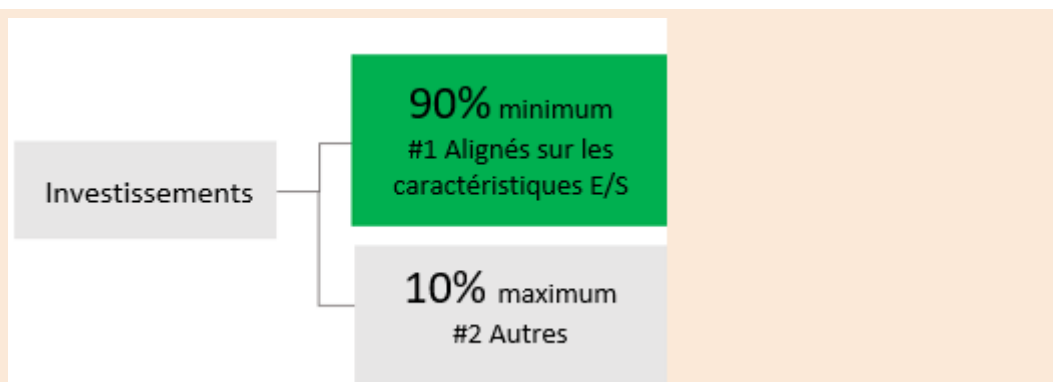 90% minimum
#1 Alignés sur les
caractéristiques E/S
Investissements
10% maximum
#2 Autres